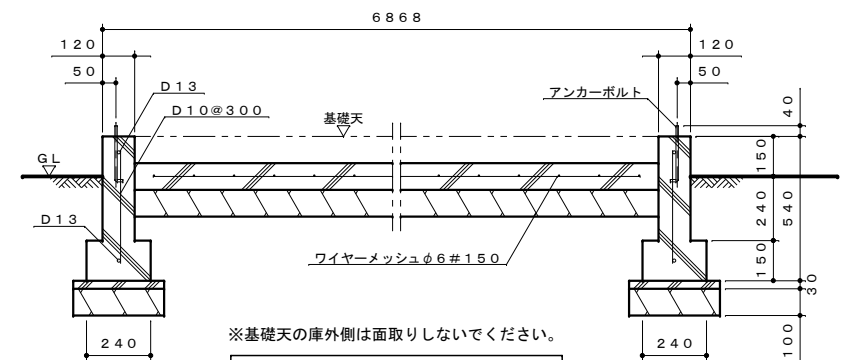 ６８６８
１２０
１２０
５０
５０
Ｄ１３
Ｄ１０＠３００
アンカーボルト
４０
基礎天
ＧＬ
１５０
２４０
５４０
Ｄ１３
１５０
ワイヤーメッシュφ６＃１５０
３０
※基礎天の庫外側は面取りしないでください。
２４０
２４０
１００